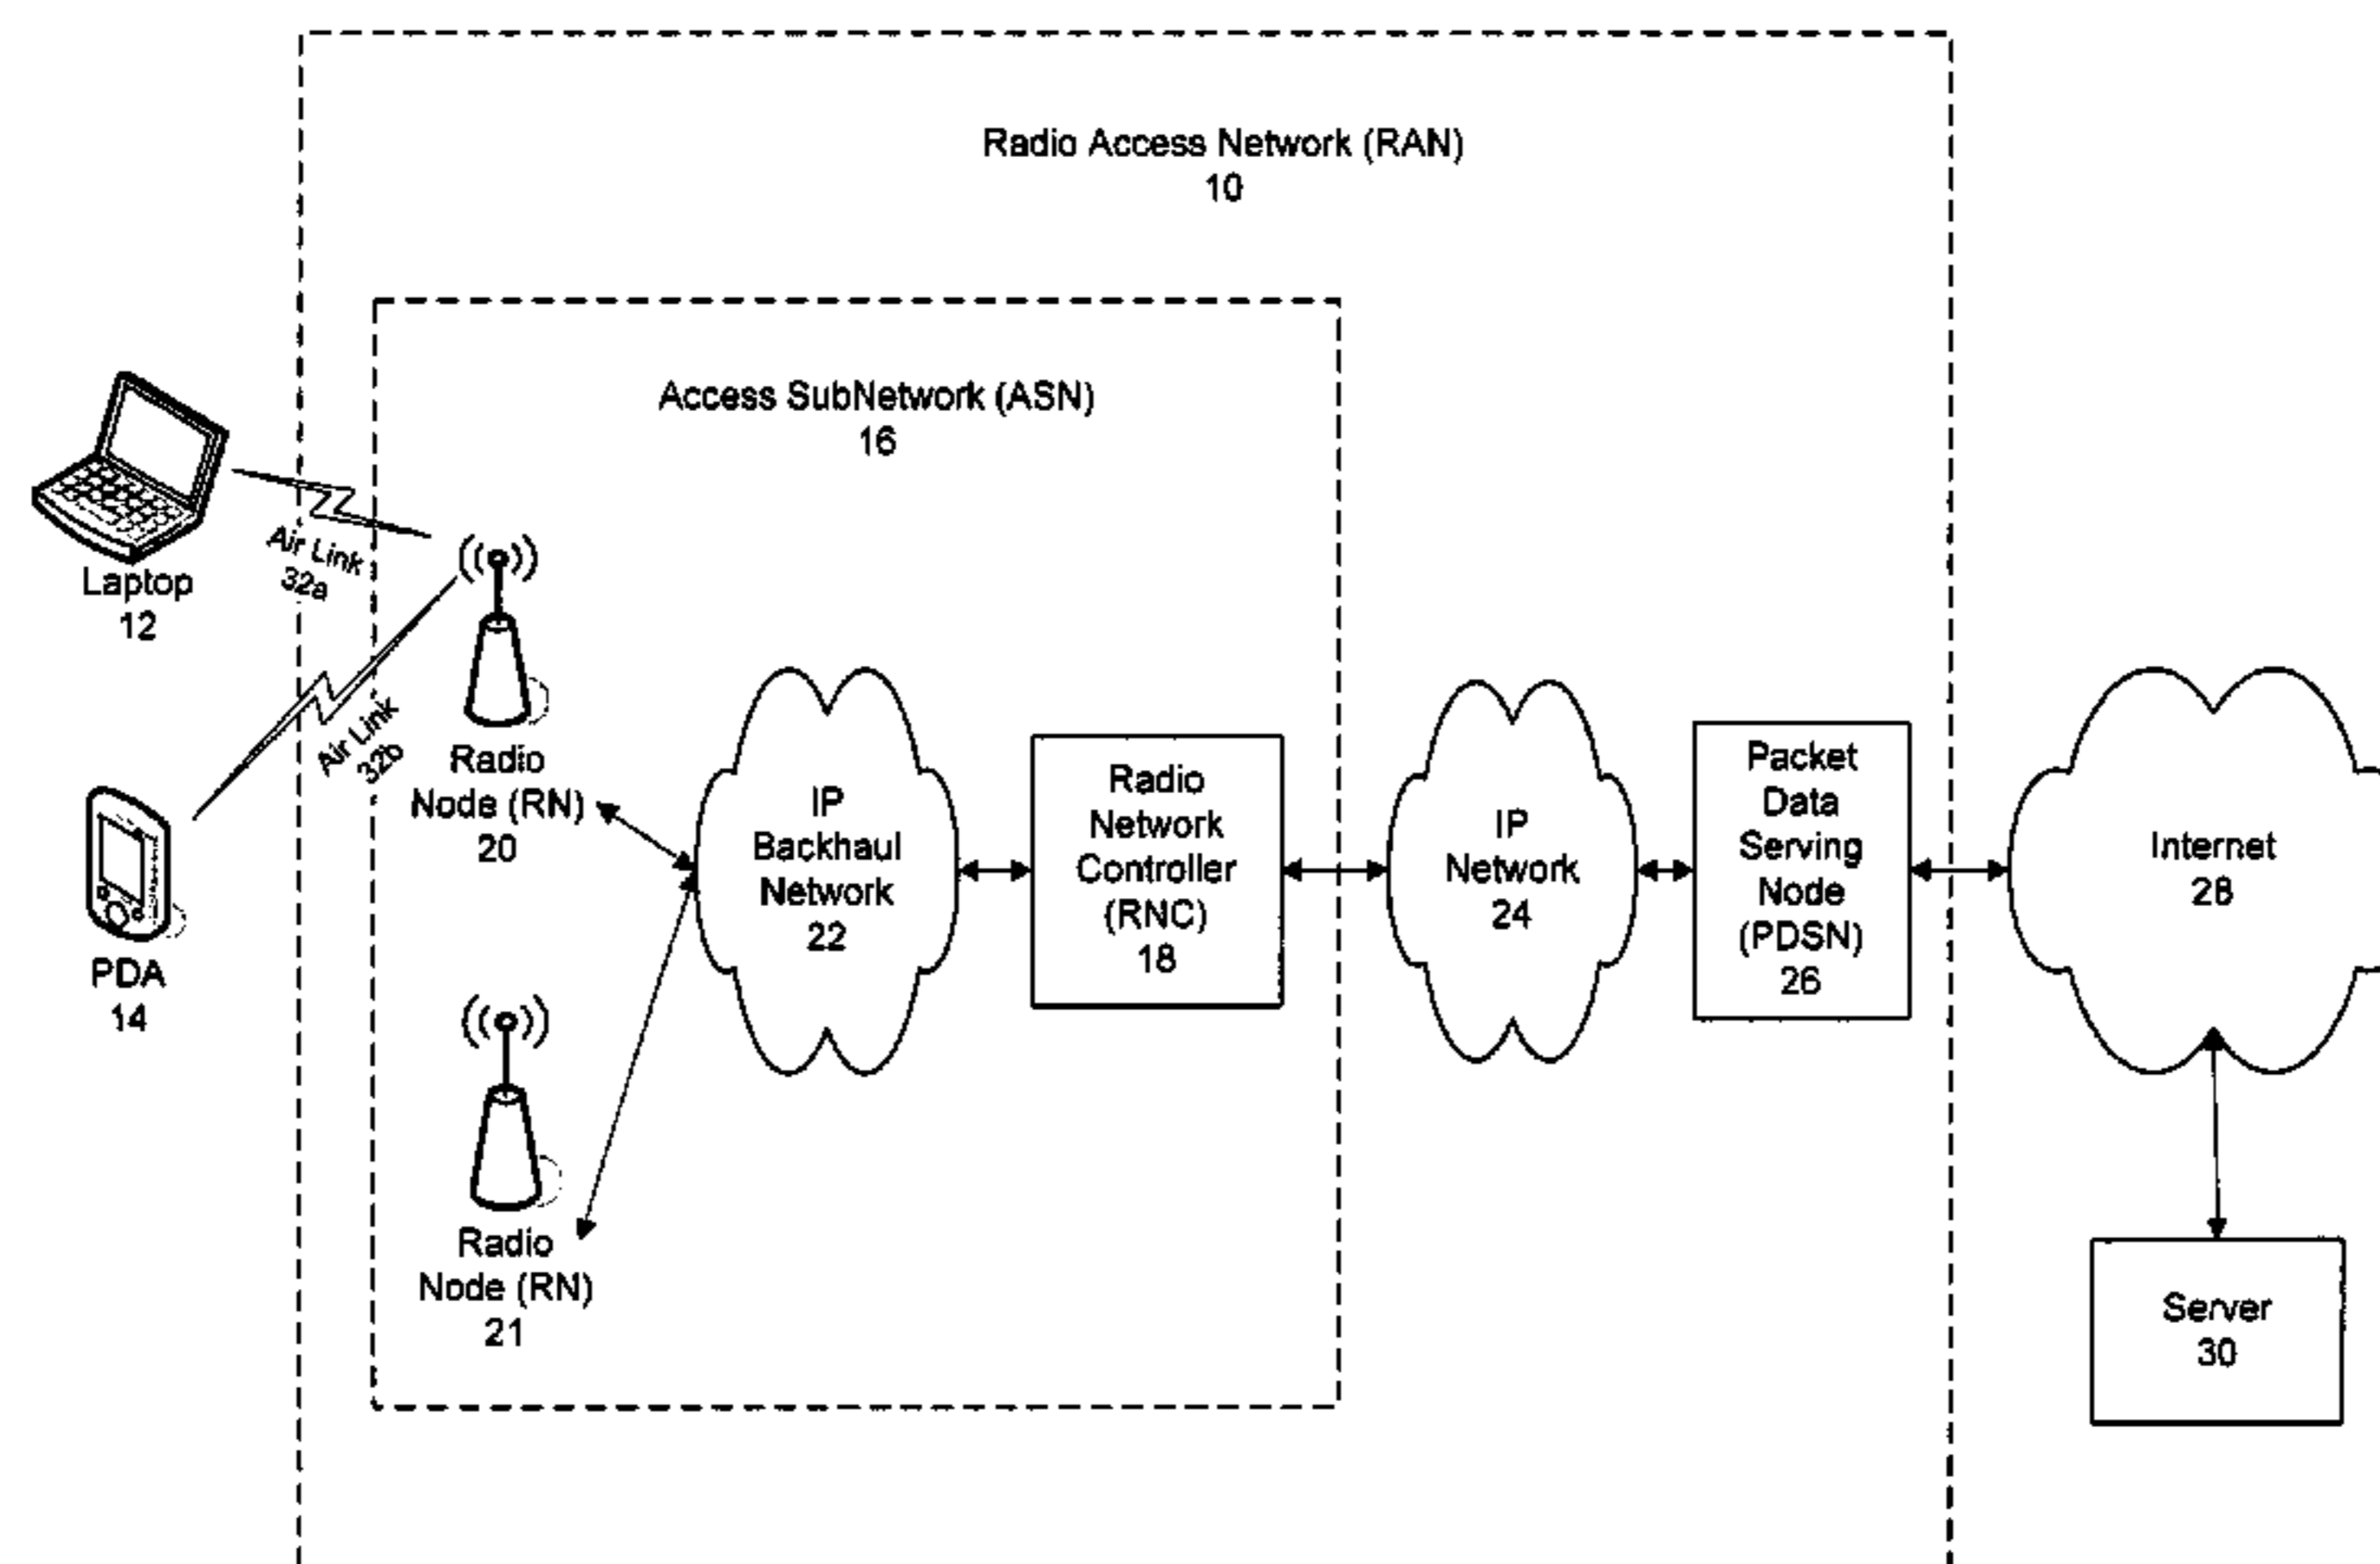 Radio Access Network (RAN)
10
Access SubNetwork (ASN)
16
Laptop
12
Air Link
32a
Air Link
32b
PDA
14
Radio
Node (RN)
20
Radio
Node (RN)
21
IP
Backhaul
Network
22
Radio
Network
Controller
(RNC)
18
IP
Network
24
Packet
Data
Serving
Node
(PDSN)
26
Internet
28
Server
30